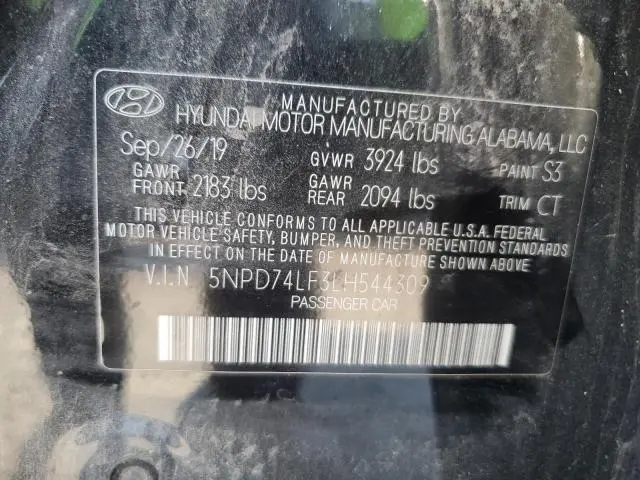 MANUFACTURED BY
HYUNDAI MOTOR MANUFACTURING ALABAMA, LLC
Sep/26/19 GVWR 3924 lbs PAINT S3
GAWR FRONT 2183 lbs GAWR REAR 2094 lbs TRIM CT
THIS VEHICLE CONFORMS TO ALL APPLICABLE U.S.A. FEDERAL
MOTOR VEHICLE SAFETY, BUMPER, AND THEFT PREVENTION STANDARDS
IN EFFECT ON THE DATE OF MANUFACTURE SHOWN ABOVE.
V.I.N 5NPD74LF3LH544309
PASSENGER CAR